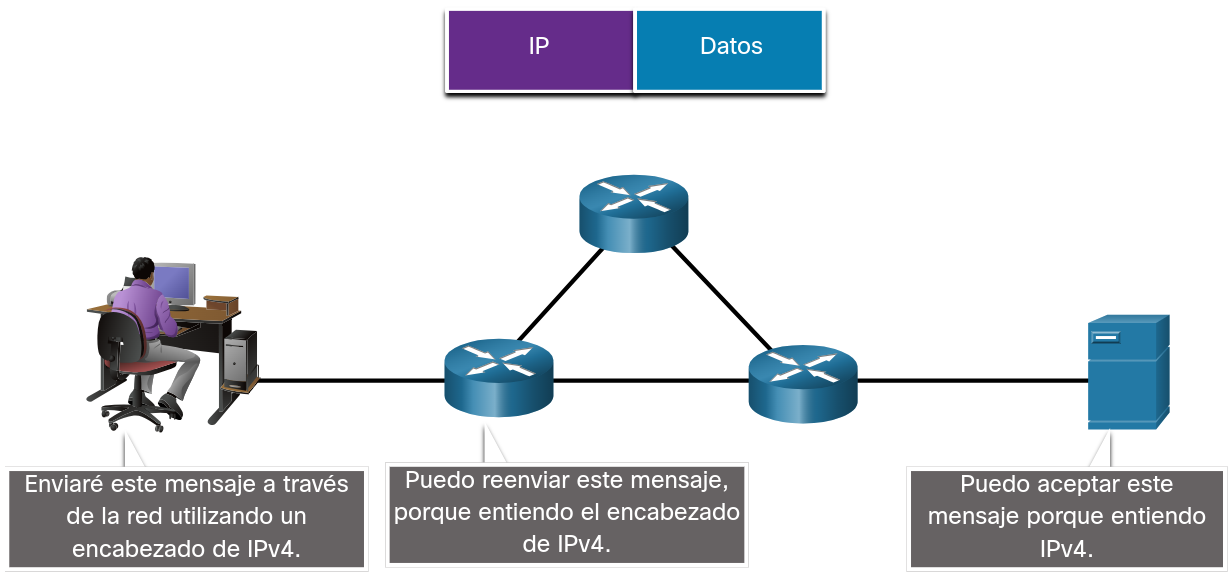 IP
Datos
Enviaré este mensaje a través
de la red utilizando un
encabezado de IPv4.
Puedo reenviar este mensaje,
porque entiendo el encabezado
de IPv4.
Puedo aceptar este
mensaje porque entiendo
IPv4.